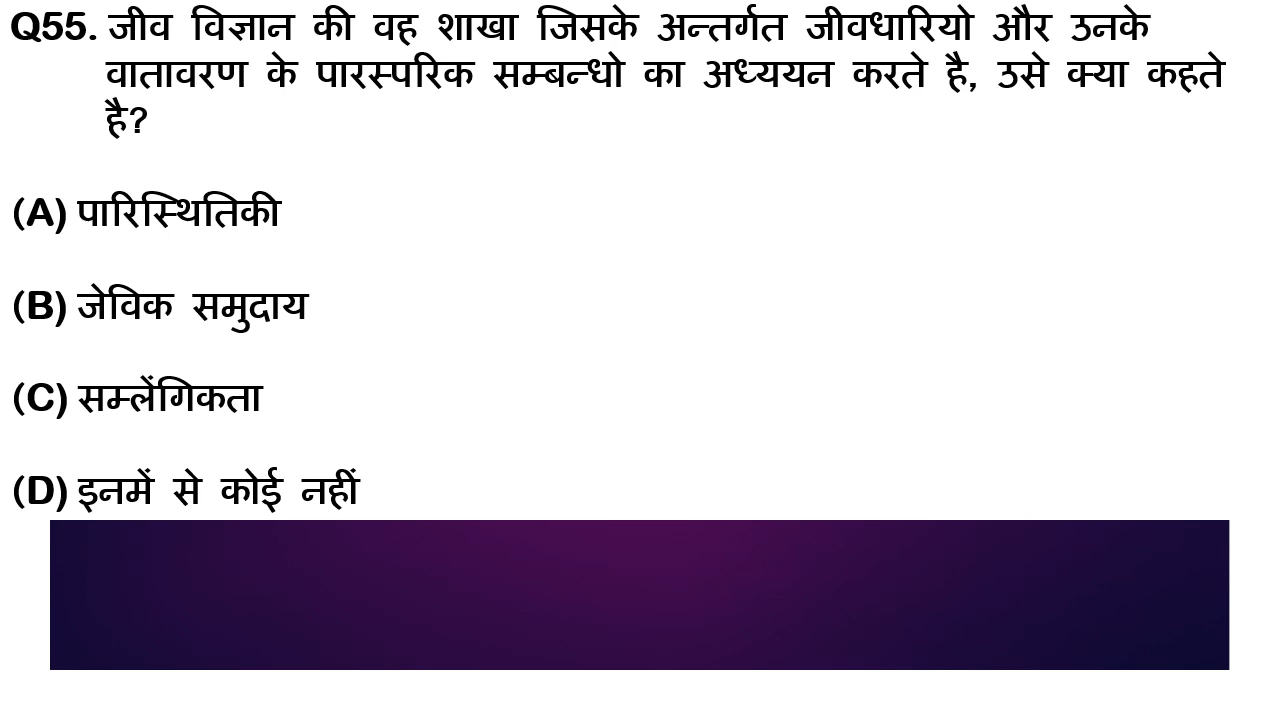 Q55. जीव विज्ञान की वह शाखा जिसके अन्तर्गत जीवधारियो और उनके
वातावरण के पारस्परिक सम्बन्धो का अध्ययन करते है, उसे क्या कहते
है?
(A) पारिस्थितिकी
(B) जेविक समुदाय
(C) सम्लेंगिकता
(D) इनमें से कोई नहीं